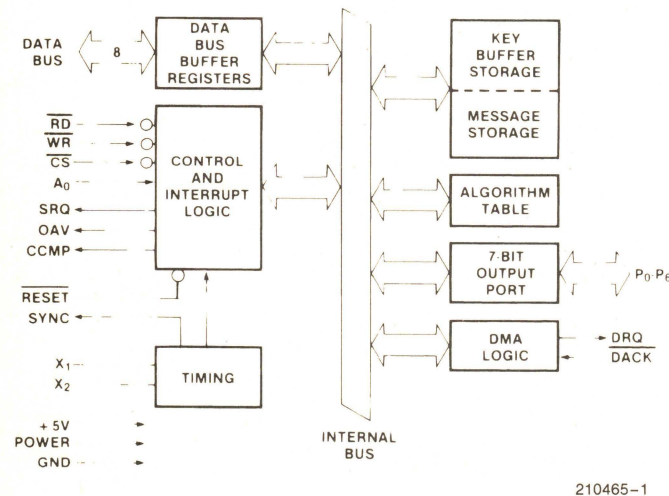 DATA
BUS
8
DATA
BUS
BUFFER
REGISTERS
KEY
BUFFER
STORAGE
MESSAGE
STORAGE
RD
WR
CS
A0
SRQ
OAV
CCMP
CONTROL
AND
INTERRUPT
LOGIC
ALGORITHM
TABLE
7-BIT
OUTPUT
PORT
P0-P6
RESET
SYNC
DMA
LOGIC
DRQ
DACK
X1
X2
TIMING
+5V
POWER
GND
INTERNAL
BUS
210465-1